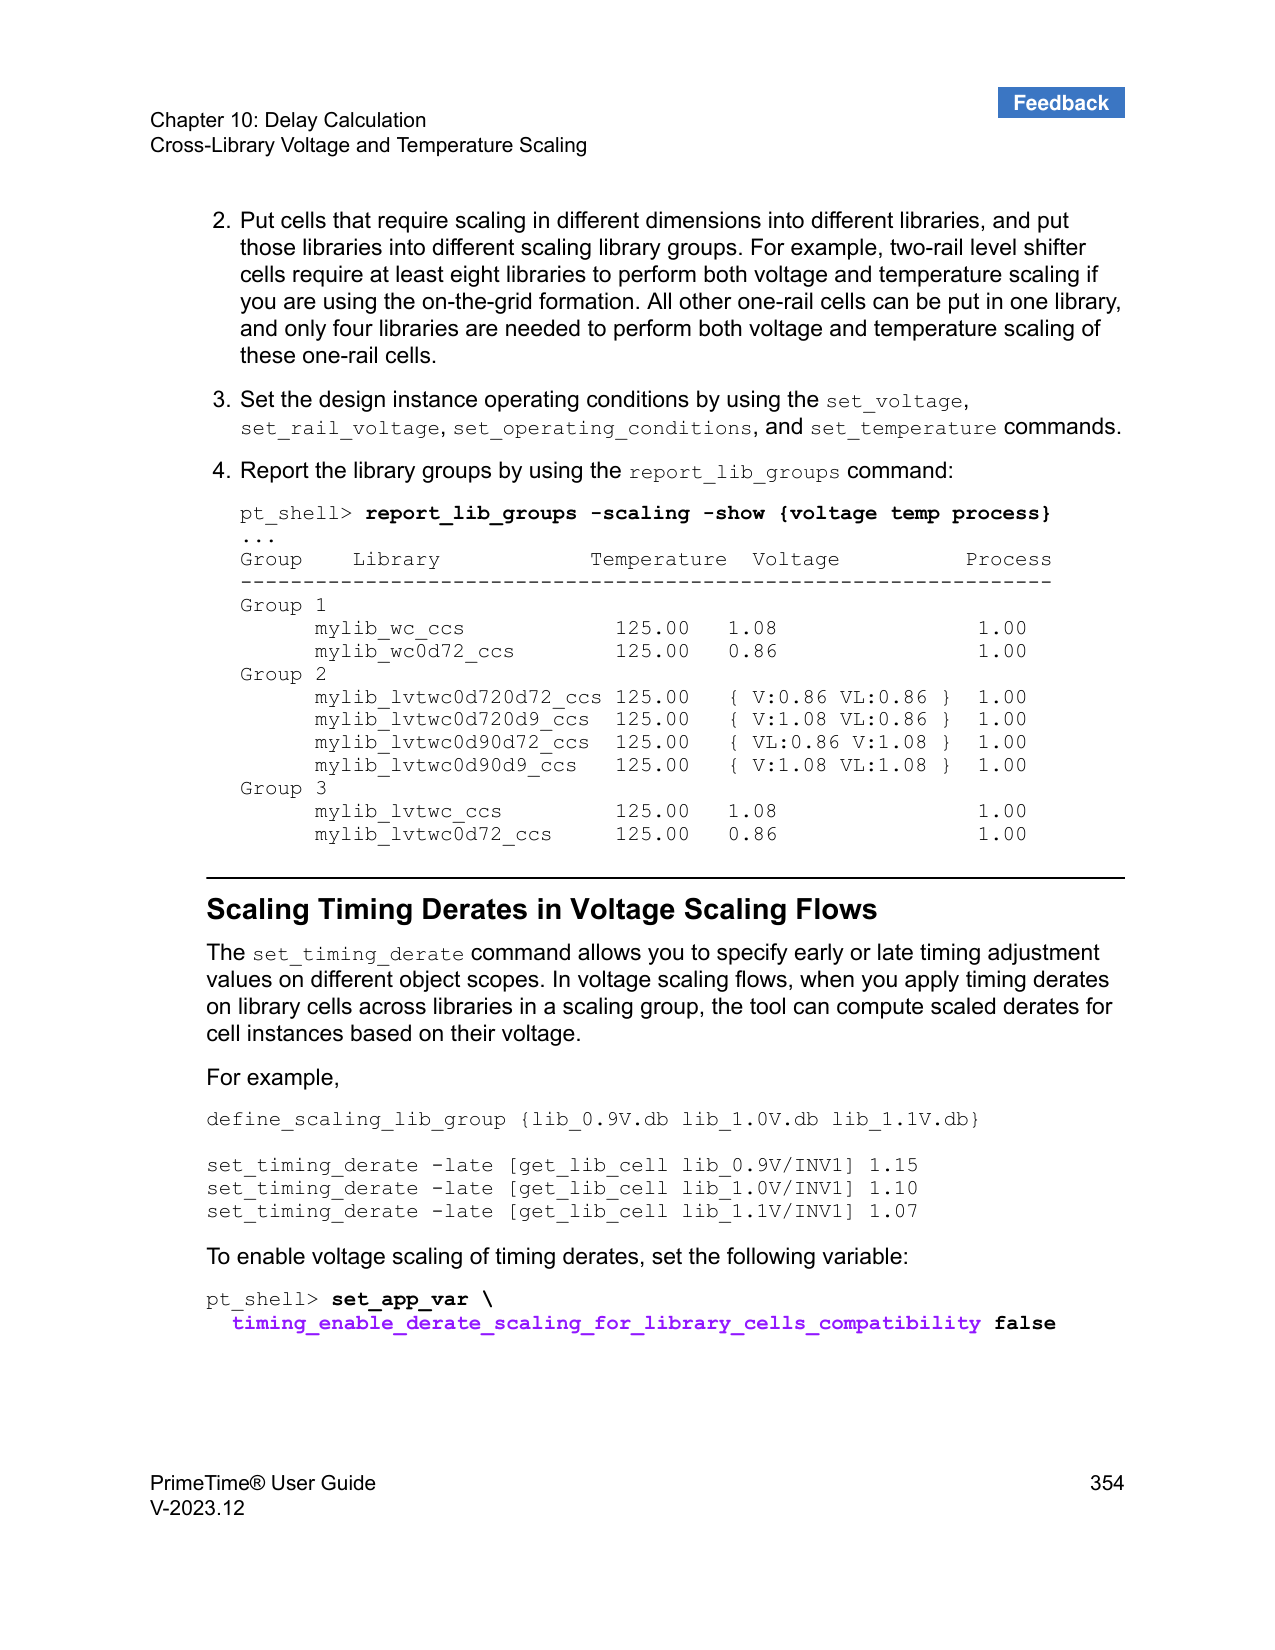 Feedback
Chapter 10: Delay Calculation
Cross-Library Voltage and Temperature Scaling
2. Put cells that require scaling in different dimensions into different libraries, and put
those libraries into different scaling library groups. For example, two-rail level shifter
cells require at least eight libraries to perform both voltage and temperature scaling if
you are using the on-the-grid formation. All other one-rail cells can be put in one library,
and only four libraries are needed to perform both voltage and temperature scaling of
these one-rail cells.
3. Set the design instance operating conditions by using the set_voltage,
set_rail_voltage, set_operating_conditions, and set_temperature commands.
4. Report the library groups by using the report_lib_groups command:
pt_shell> report_lib_groups -scaling -show {voltage temp process}
...
Group    Library            Temperature  Voltage          Process
-----------------------------------------------------------------
Group 1
      mylib_wc_ccs            125.00   1.08                1.00
      mylib_wc0d72_ccs        125.00   0.86                1.00
Group 2
      mylib_lvtwc0d720d72_ccs 125.00   { V:0.86 VL:0.86 }  1.00
      mylib_lvtwc0d720d9_ccs  125.00   { V:1.08 VL:0.86 }  1.00
      mylib_lvtwc0d90d72_ccs  125.00   { VL:0.86 V:1.08 }  1.00
      mylib_lvtwc0d90d9_ccs   125.00   { V:1.08 VL:1.08 }  1.00
Group 3
      mylib_lvtwc_ccs         125.00   1.08                1.00
      mylib_lvtwc0d72_ccs     125.00   0.86                1.00
Scaling Timing Derates in Voltage Scaling Flows
The set_timing_derate command allows you to specify early or late timing adjustment
values on different object scopes. In voltage scaling flows, when you apply timing derates
on library cells across libraries in a scaling group, the tool can compute scaled derates for
cell instances based on their voltage.
For example,
define_scaling_lib_group {lib_0.9V.db lib_1.0V.db lib_1.1V.db}
set_timing_derate -late [get_lib_cell lib_0.9V/INV1] 1.15
set_timing_derate -late [get_lib_cell lib_1.0V/INV1] 1.10
set_timing_derate -late [get_lib_cell lib_1.1V/INV1] 1.07
To enable voltage scaling of timing derates, set the following variable:
pt_shell> set_app_var \
  timing_enable_derate_scaling_for_library_cells_compatibility false
PrimeTime® User Guide 354
V-2023.12